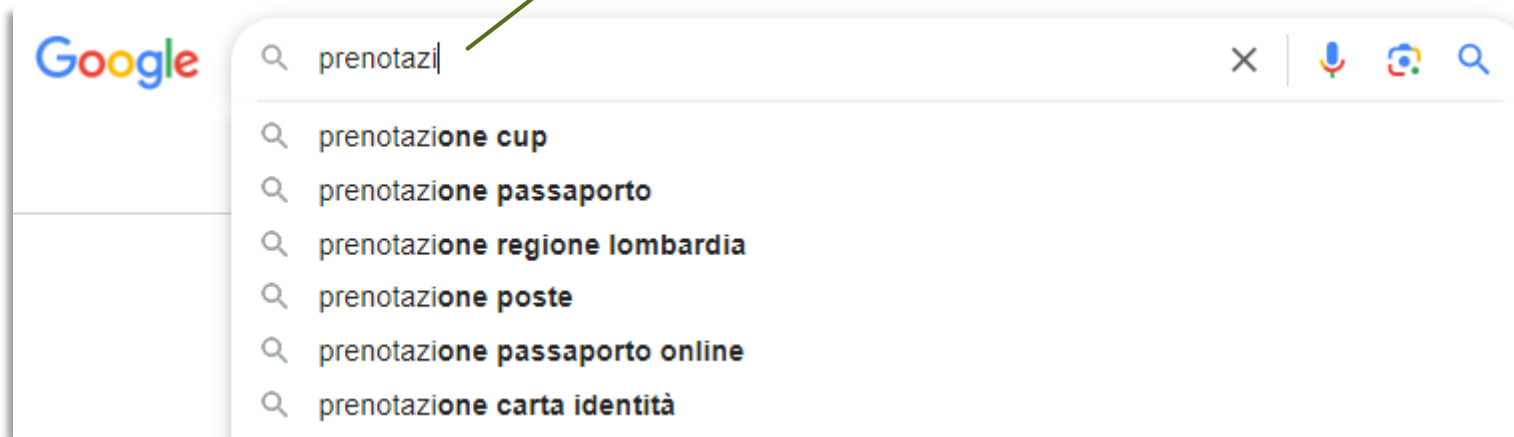 Google
prenotazi
prenotazione cup
prenotazione passaporto
prenotazione regione lombardia
prenotazione poste
prenotazione passaporto online
prenotazione carta identità